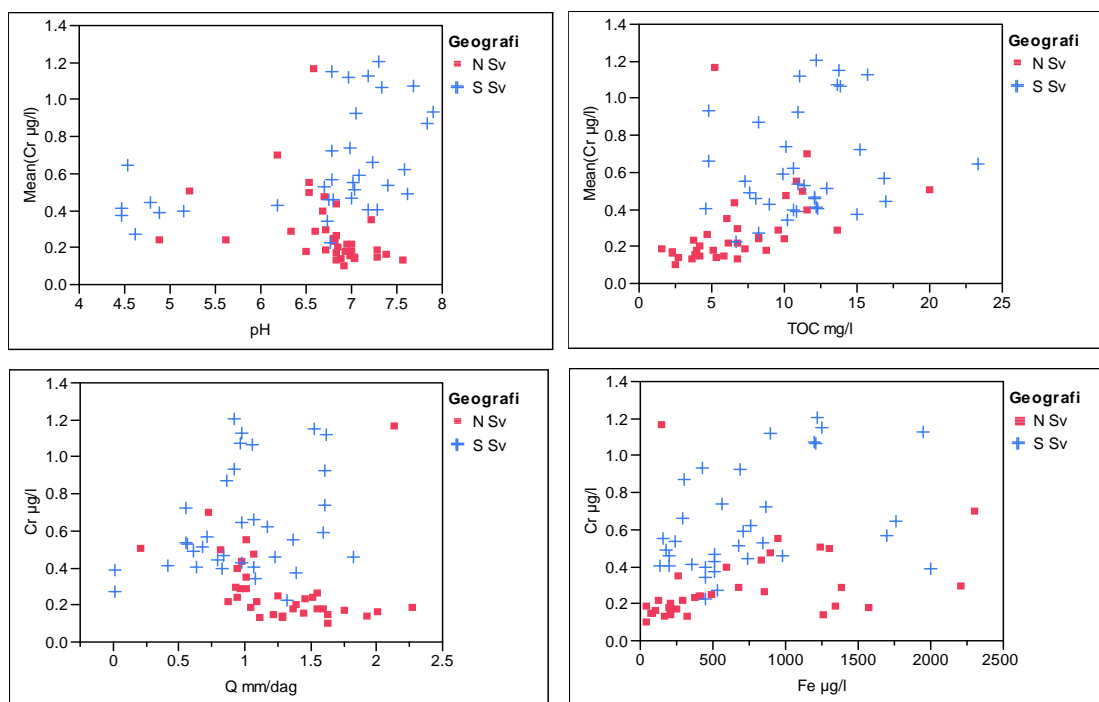 1.4
1.2
1.0
0.8
0.6
0.4
0.2
0.0
Mean(Cr µg/l)
4 4.5 5 5.5 6 6.5 7 7.5 8
pH
Geografi
N Sv
S Sv
1.4
1.2
1.0
0.8
0.6
0.4
0.2
0.0
Mean(Cr µg/l)
0 5 10 15 20 25
TOC mg/l
Geografi
N Sv
S Sv
1.4
1.2
1.0
0.8
0.6
0.4
0.2
0.0
Cr µg/l
0 0.5 1 1.5 2 2.5
Q mm/dag
Geografi
N Sv
S Sv
1.4
1.2
1.0
0.8
0.6
0.4
0.2
0.0
Cr µg/l
0 500 1000 1500 2000 2500
Fe µg/l
Geografi
N Sv
S Sv